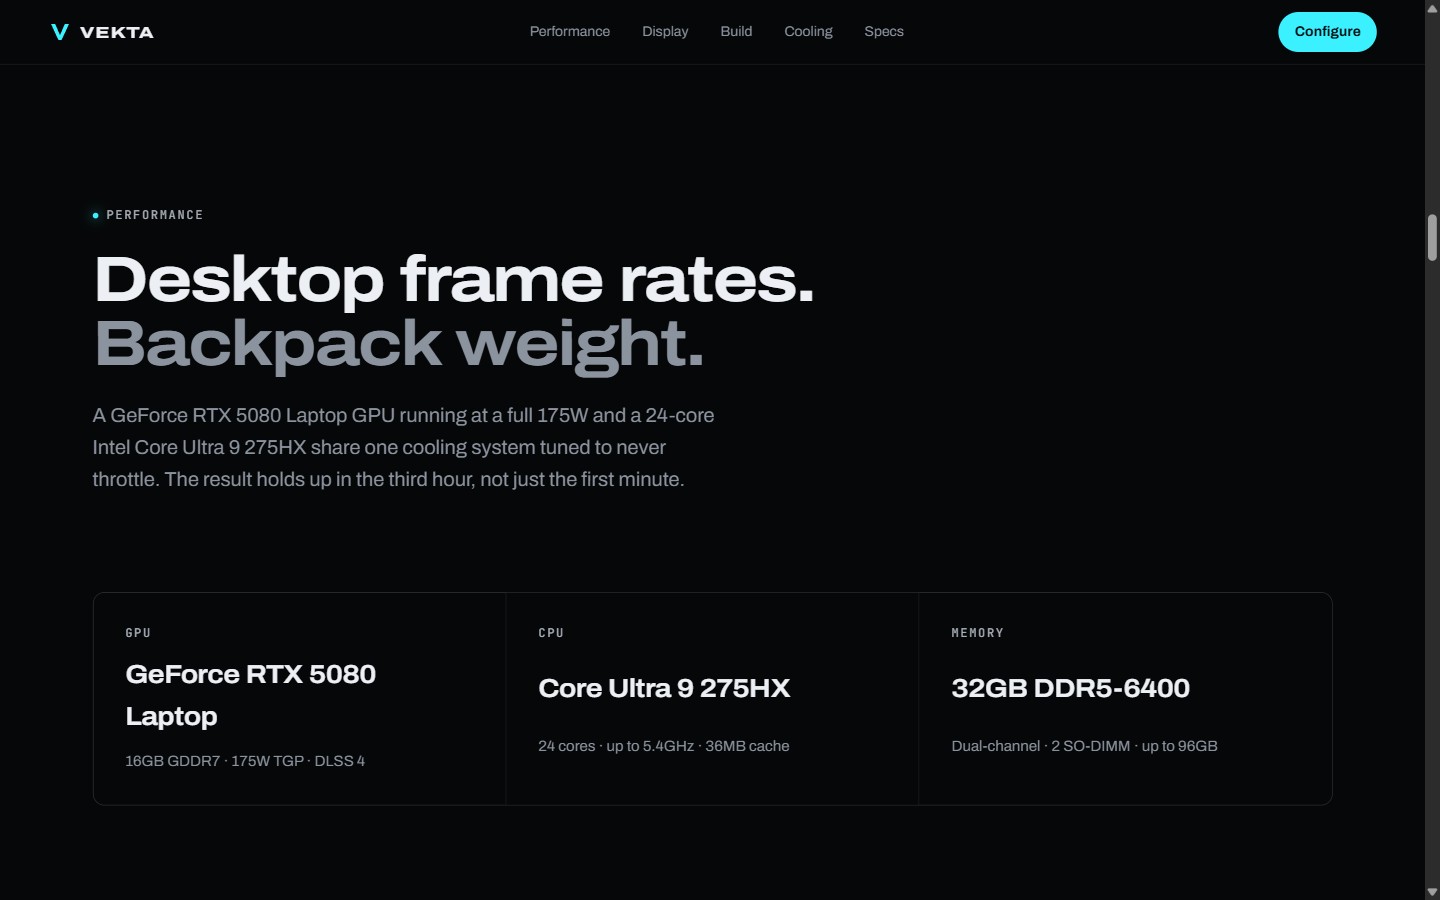 VEKTA
Performance
Display
Build
Cooling
Specs
Configure
PERFORMANCE
Desktop frame rates.
Backpack weight.
A GeForce RTX 5080 Laptop GPU running at a full 175W and a 24-core
Intel Core Ultra 9 275HX share one cooling system tuned to never
throttle. The result holds up in the third hour, not just the first minute.
GPU
GeForce RTX 5080
Laptop
16GB GDDR7 · 175W TGP · DLSS 4
CPU
Core Ultra 9 275HX
24 cores · up to 5.4GHz · 36MB cache
MEMORY
32GB DDR5-6400
Dual-channel · 2 SO-DIMM · up to 96GB